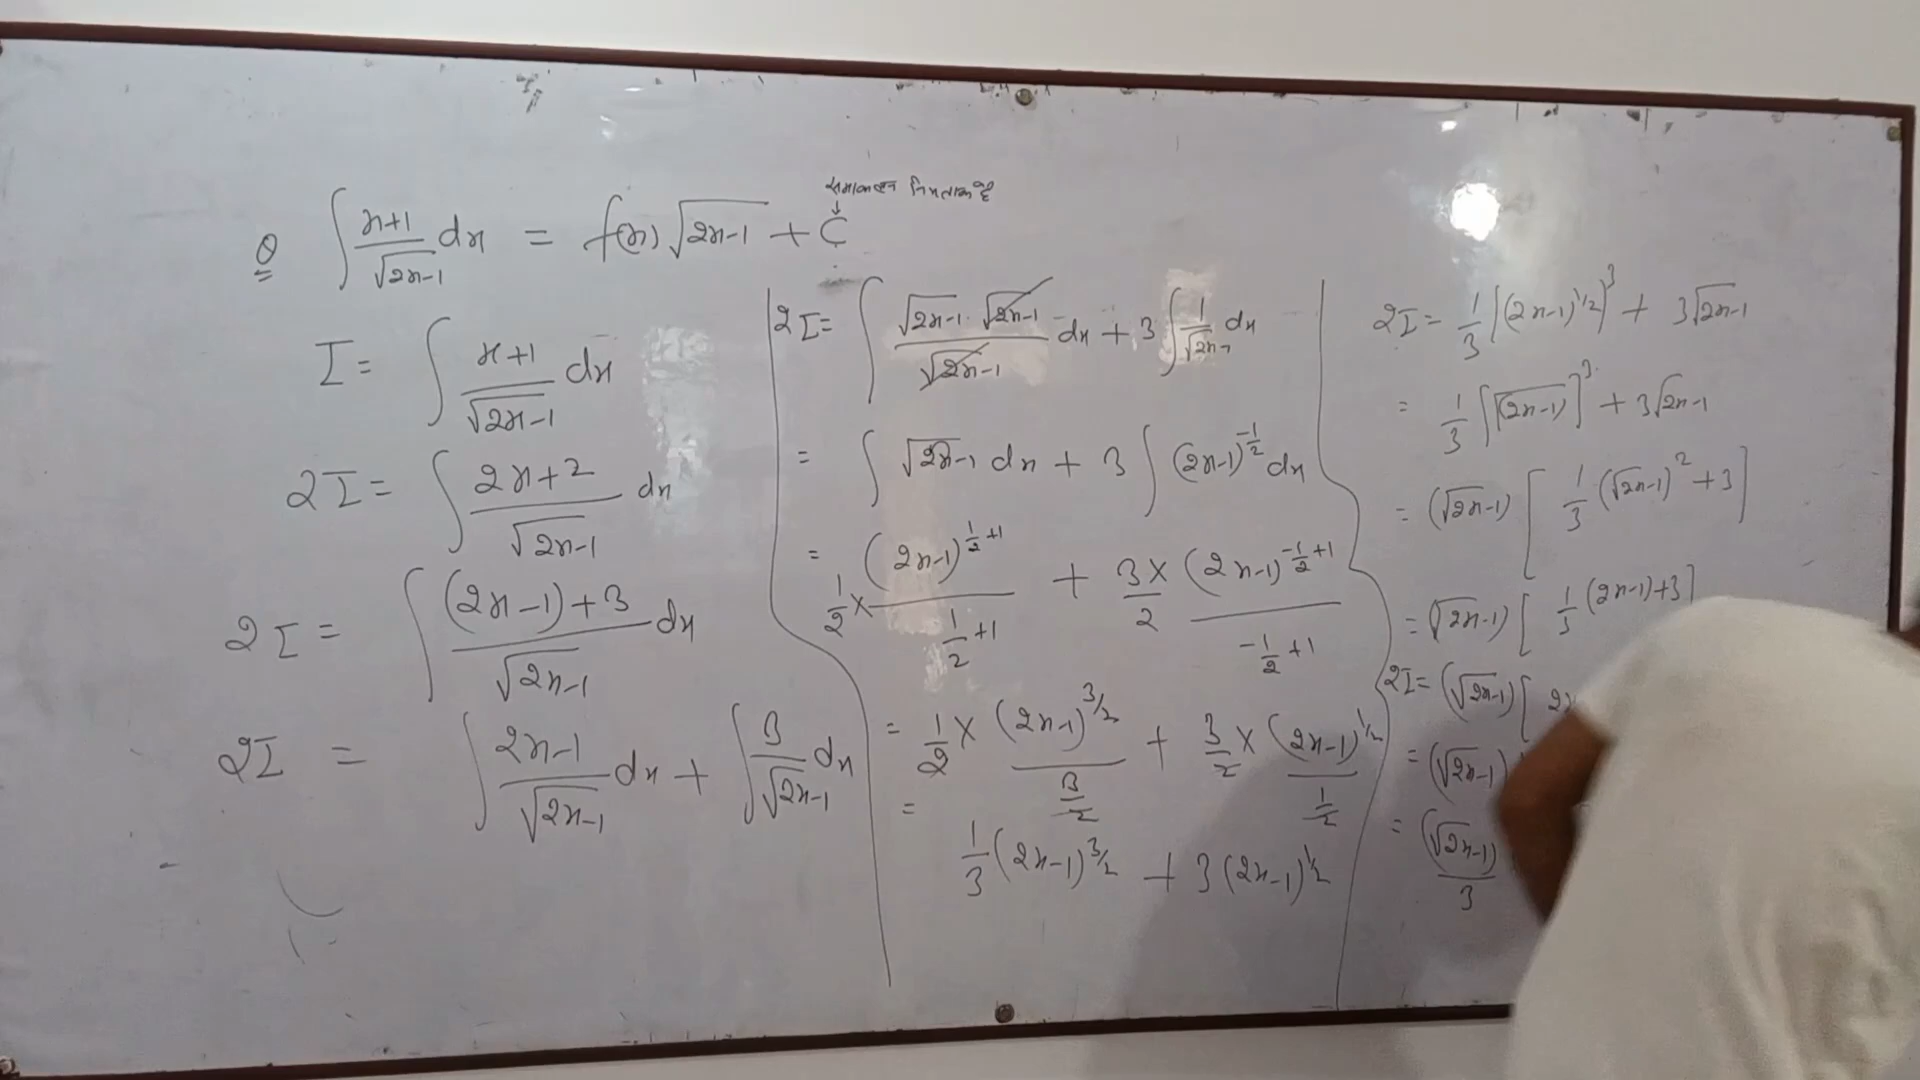 समाकलन नियतांक है
↓
Q ∫ x+1/√2x-1 dx = f(x) √2x-1 + C
I = ∫ x+1/√2x-1 dx
2I = ∫ 2x+2/√2x-1 dx
2I = ∫ (2x-1)+3/√2x-1 dx
2I = ∫ 2x-1/√2x-1 dx + ∫ 3/√2x-1 dx
2I = ∫ √2x-1 · √2x-1/√2x-1 dx + 3 ∫ 1/√2x-1 dx
= ∫ √2x-1 dx + 3 ∫ (2x-1)^-1/2 dx
= 1/2 × (2x-1)^1/2+1 / 1/2+1 + 3/2 × (2x-1)^-1/2+1 / -1/2+1
= 1/2 × (2x-1)^3/2 / 3/2 + 3/2 × (2x-1)^1/2 / 1/2
= 1/3 (2x-1)^3/2 + 3 (2x-1)^1/2
2I = 1/3 [(2x-1)^1/2]^3 + 3√2x-1
= 1/3 [√(2x-1)]^3 + 3√2x-1
= (√2x-1) [1/3 (√2x-1)^2 + 3]
= (√2x-1) [1/3 (2x-1)+3]
2I = (√2x-1) [2x
= (√2x-1)
= (√2x-1)/3